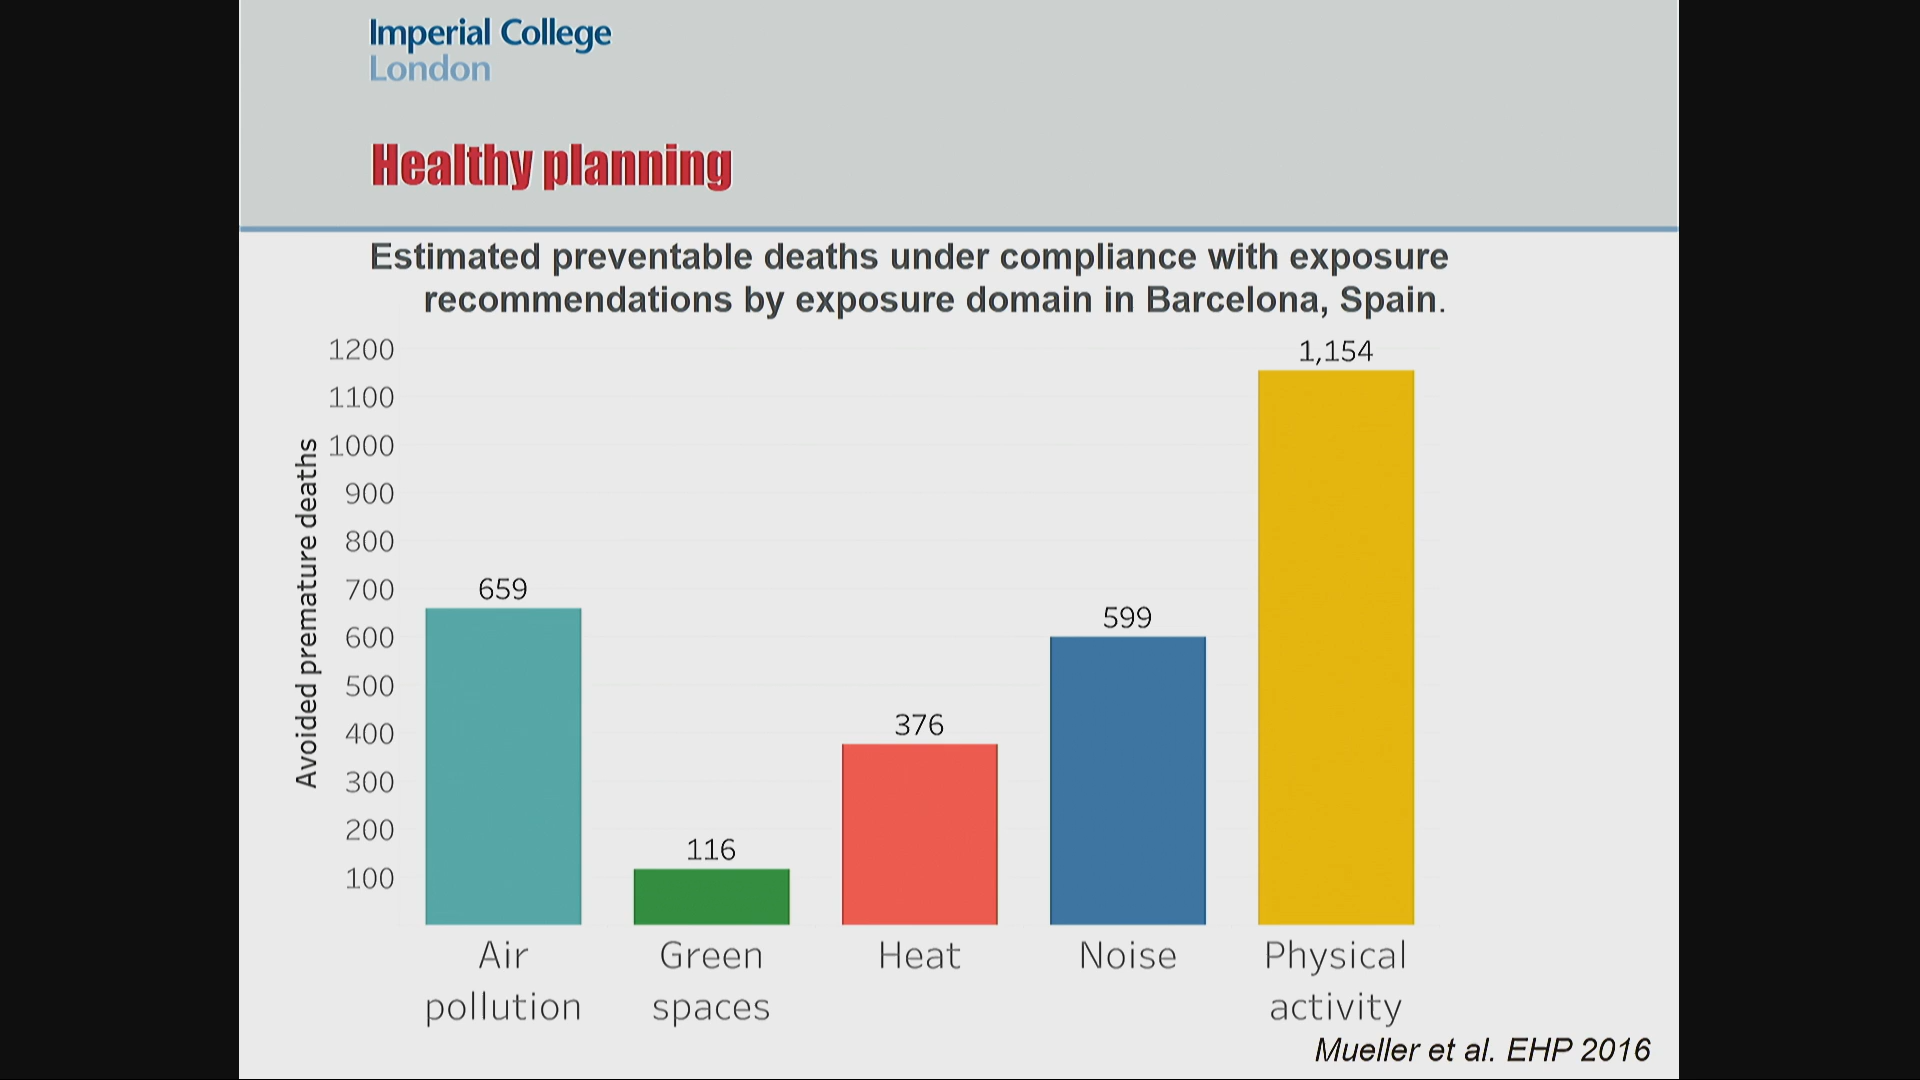 Imperial College
London
Healthy planning
Estimated preventable deaths under compliance with exposure
recommendations by exposure domain in Barcelona, Spain.
Avoided premature deaths
1200
1100
1000
900
800
700
600
500
400
300
200
100
659
116
376
599
1,154
Air
pollution
Green
spaces
Heat
Noise
Physical
activity
Mueller et al. EHP 2016